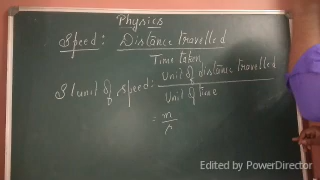 Physics
Speed: Distance travelled
Time taken
SI unit of speed: Unit of distance travelled
Unit of time
= m
s
Edited by PowerDirector